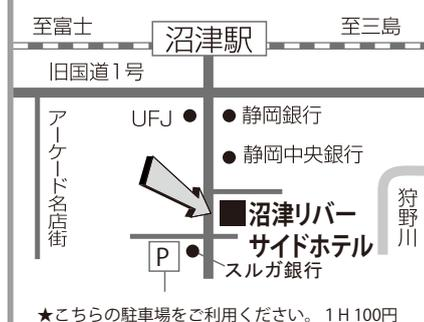 至富士
至三島
沼津駅
旧国道1号
UFJ
静岡銀行
静岡中央銀行
アーケード名店街
沼津リバー
サイドホテル
狩野川
P
スルガ銀行
★こちらの駐車場をご利用ください。1H100円